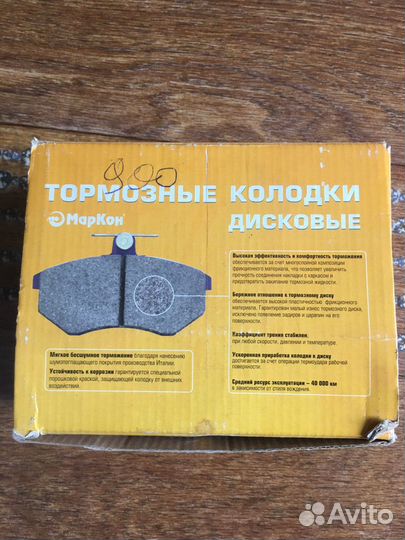 900
ТОРМОЗНЫЕ КОЛОДКИ
МарКон® ДИСКОВЫЕ
Высокая эффективность и комфортность торможения
обеспечивается за счет многослойной композиции
фрикционного материала, что позволяет увеличить
прочность соединения накладки с каркасом и
предотвратить закипание тормозной жидкости.
Бережное отношение к тормозному диску
обеспечивается высокой пластичностью фрикционного
материала. Гарантирован малый износ тормозного диска,
исключено появление задиров и царапин на его
поверхности.
Коэффициент трения стабилен,
при любой скорости, давлении и температуре.
Ускоренная приработка колодки к диску
достигается за счет операции термоудара рабочей
поверхности.
Средний ресурс эксплуатации – 40 000 км
в зависимости от стиля вождения.
Мягкое бесшумное торможение благодаря нанесению
шумопоглощающего покрытия производства Италии.
Устойчивость к коррозии гарантируется специальной
порошковой краской, защищающей колодку от внешних
воздействий.
Avito